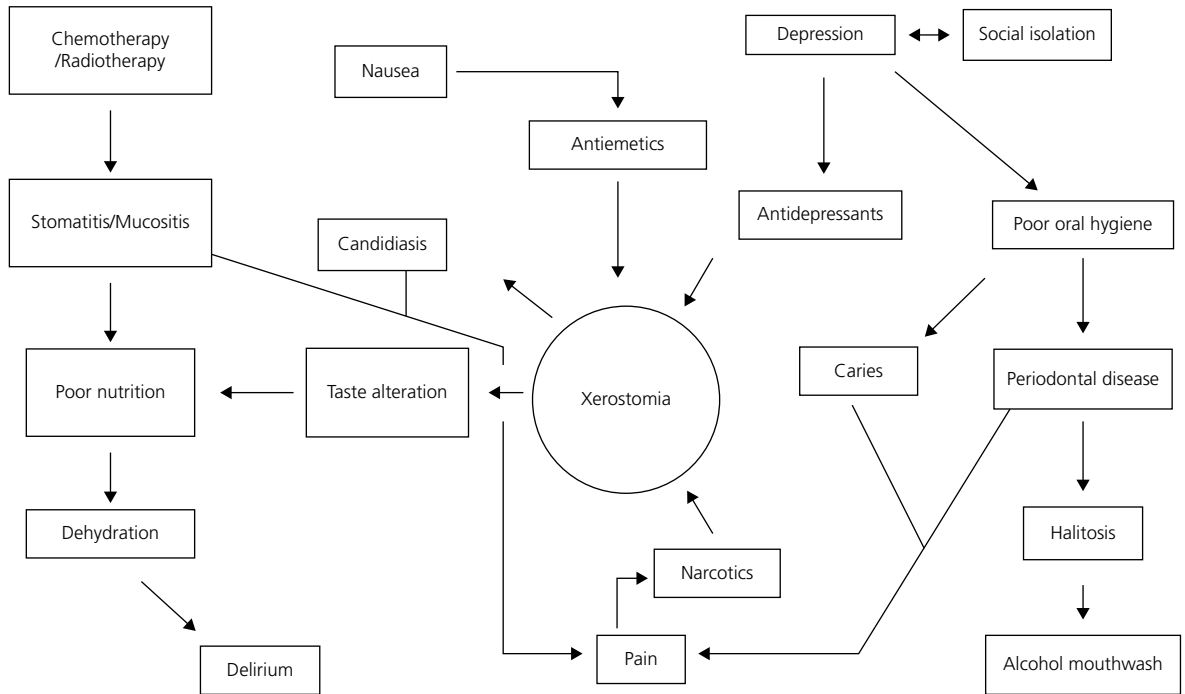 Chemotherapy
/Radiotherapy
Nausea
Depression
Social isolation
Antiemetics
Stomatitis/Mucositis
Candidiasis
Antidepressants
Poor oral hygiene
Poor nutrition
Taste alteration
Xerostomia
Caries
Periodontal disease
Dehydration
Narcotics
Halitosis
Delirium
Pain
Alcohol mouthwash